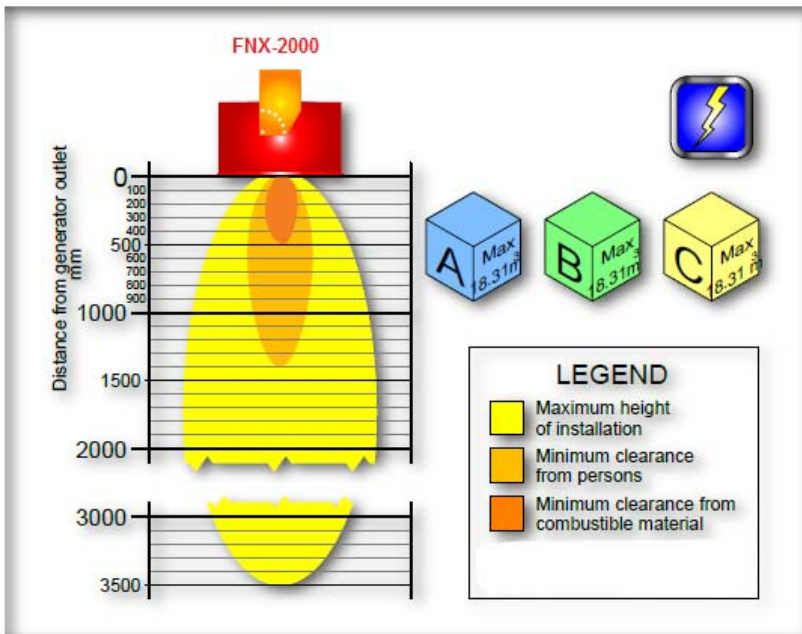 FNX-2000
Distance from generator outlet
mm
0
100
200
300
400
500
600
700
800
900
1000
1500
2000
3000
3500
A
Max
18.31m3
B
Max
18.31m3
C
Max
18.31 m3
LEGEND
Maximum height
of installation
Minimum clearance
from persons
Minimum clearance from
combustible material